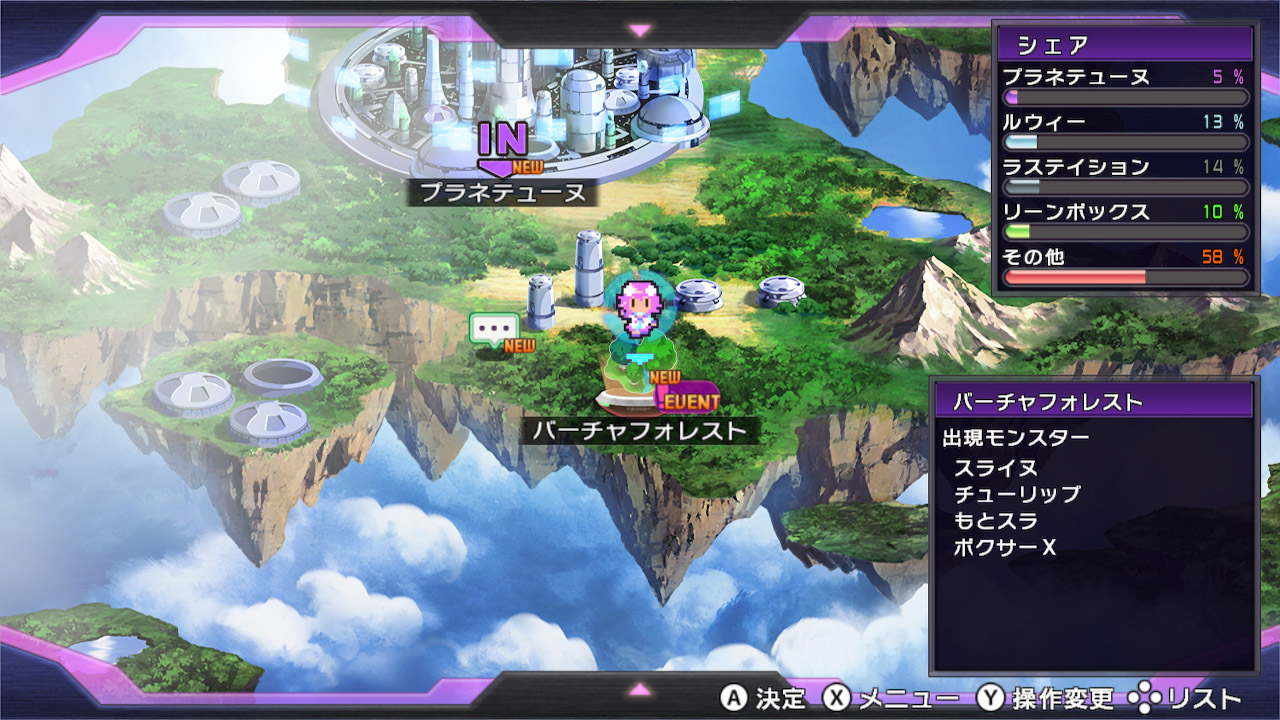 シェア
プラネテューヌ 5 %
ルウィー 13 %
ラステイション 14 %
リーンボックス 10 %
その他 58 %
IN
NEW
プラネテューヌ
NEW
NEW
!EVENT
バーチャフォレスト
バーチャフォレスト
出現モンスター
スライヌ
チューリップ
もとスラ
ボクサーX
A 決定 X メニュー Y 操作変更 リスト